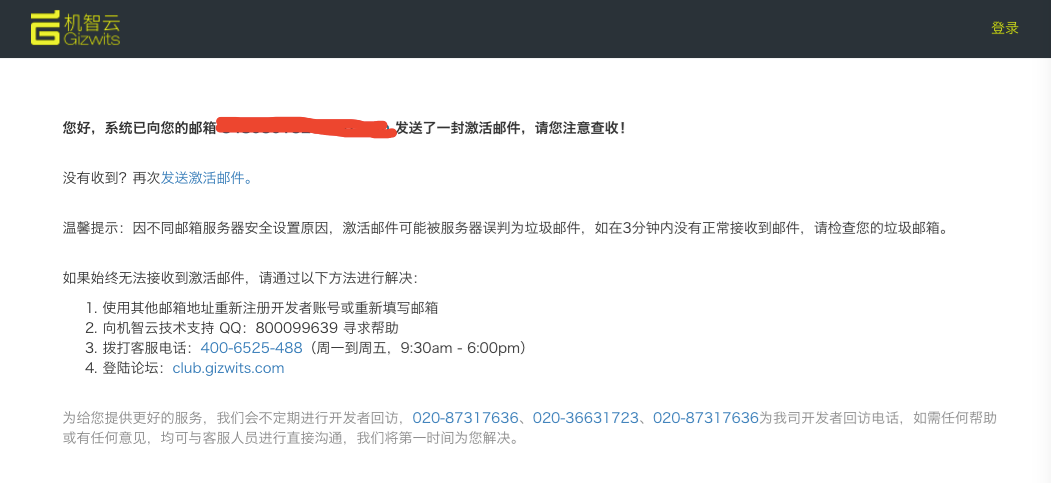 机智云
Gizwits
登录
您好，系统已向您的邮箱 发送了一封激活邮件，请您注意查收！
没有收到？再次发送激活邮件。
温馨提示：因不同邮箱服务器安全设置原因，激活邮件可能被服务器误判为垃圾邮件，如在3分钟内没有正常接收到邮件，请检查您的垃圾邮箱。
如果始终无法接收到激活邮件，请通过以下方法进行解决：
1. 使用其他邮箱地址重新注册开发者账号或重新填写邮箱
2. 向机智云技术支持 QQ：800099639 寻求帮助
3. 拨打客服电话：400-6525-488（周一到周五，9:30am - 6:00pm）
4. 登陆论坛：club.gizwits.com
为给您提供更好的服务，我们会不定期进行开发者回访，020-87317636、020-36631723、020-87317636为我司开发者回访电话，如需任何帮助
或有任何意见，均可与客服人员进行直接沟通，我们将第一时间为您解决。